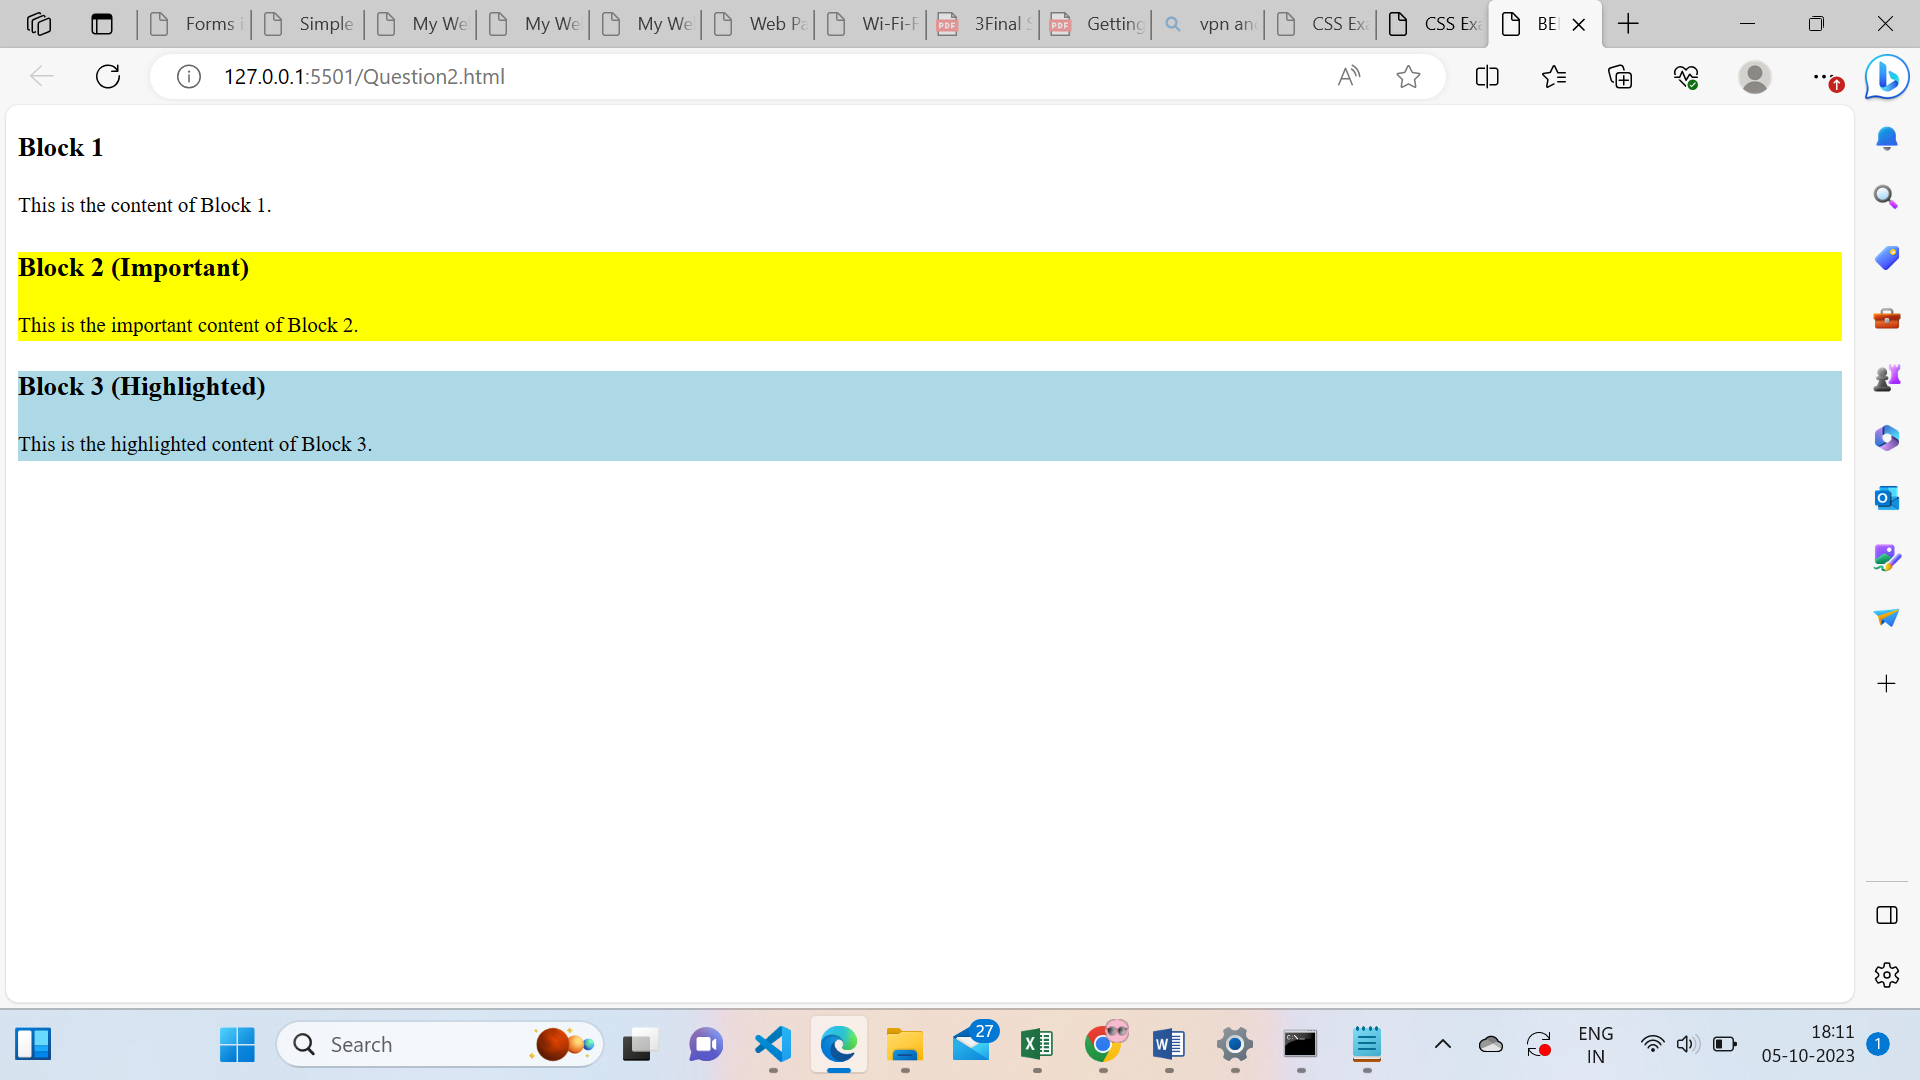 Forms i
Simple
My We
My We
My We
Web Pa
Wi-Fi-F
3Final S
Getting
vpn and
CSS Exa
CSS Exa
BE
127.0.0.1:5501/Question2.html
Block 1
This is the content of Block 1.
Block 2 (Important)
This is the important content of Block 2.
Block 3 (Highlighted)
This is the highlighted content of Block 3.
Search
27
ENG
IN
18:11
05-10-2023
1